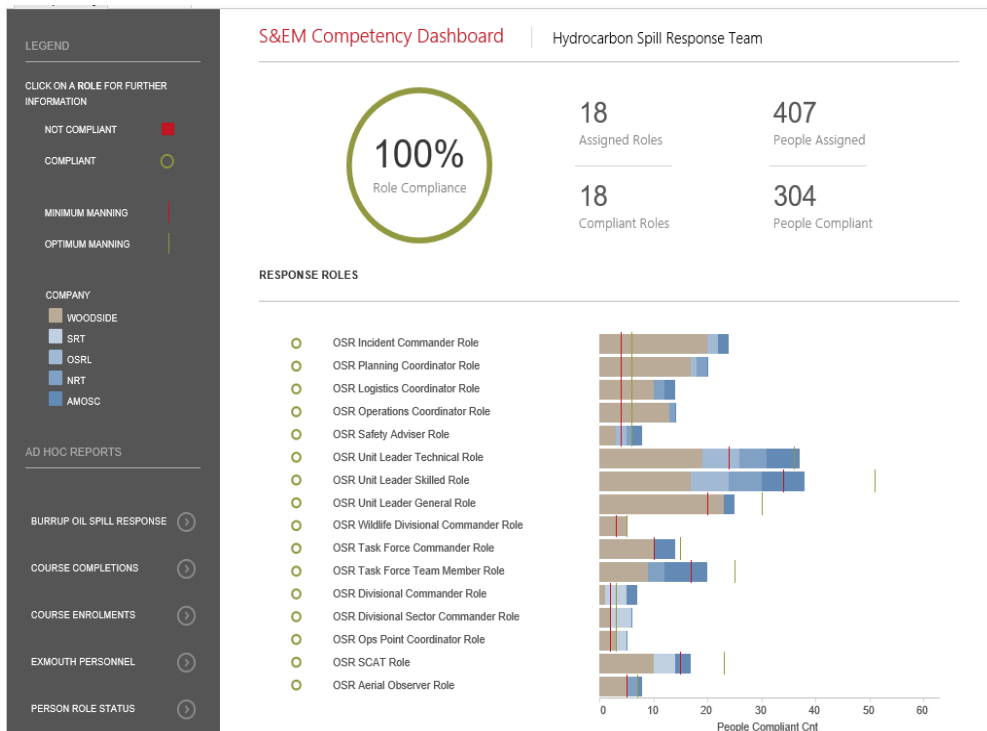 LEGEND
CLICK ON A ROLE FOR FURTHER
INFORMATION
NOT COMPLIANT
COMPLIANT
MINIMUM MANNING
OPTIMUM MANNING
COMPANY
WOODSIDE
SRT
OSRL
NRT
AMOSC
AD HOC REPORTS
BURRUP OIL SPILL RESPONSE
COURSE COMPLETIONS
COURSE ENROLMENTS
EXMOUTH PERSONNEL
PERSON ROLE STATUS
S&EM Competency Dashboard
Hydrocarbon Spill Response Team
100%
Role Compliance
18
Assigned Roles
407
People Assigned
18
Compliant Roles
304
People Compliant
RESPONSE ROLES
OSR Incident Commander Role
OSR Planning Coordinator Role
OSR Logistics Coordinator Role
OSR Operations Coordinator Role
OSR Safety Adviser Role
OSR Unit Leader Technical Role
OSR Unit Leader Skilled Role
OSR Unit Leader General Role
OSR Wildlife Divisional Commander Role
OSR Task Force Commander Role
OSR Task Force Team Member Role
OSR Divisional Commander Role
OSR Divisional Sector Commander Role
OSR Ops Point Coordinator Role
OSR SCAT Role
OSR Aerial Observer Role
0 10 20 30 40 50 60
People Compliant Cnt